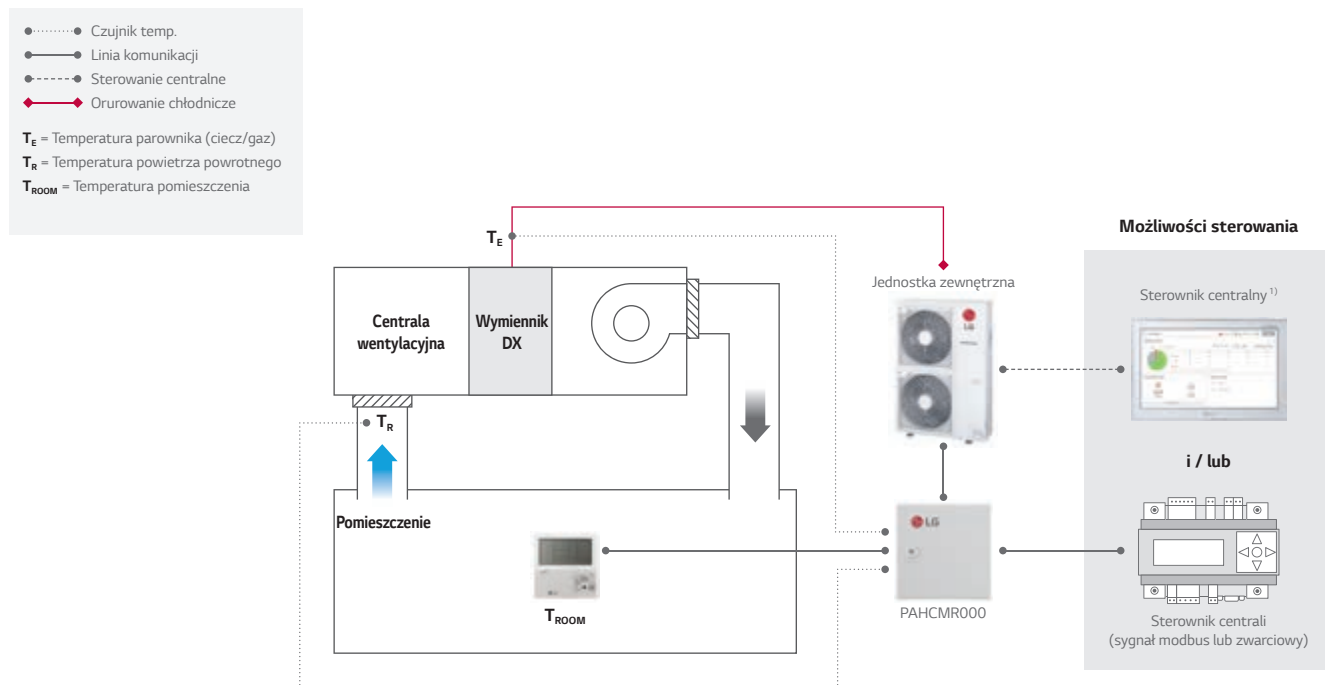 Czujnik temp.
Linia komunikacji
Sterowanie centralne
Orurowanie chłodnicze
TE = Temperatura parownika (ciecz/gaz)
TR = Temperatura powietrza powrotnego
TROOM = Temperatura pomieszczenia
Możliwości sterowania
TE
Jednostka zewnętrzna
Sterownik centralny 1)
LG
Centrala
wentylacyjna
Wymiennik
DX
TR
i / lub
Pomieszczenie
LG
TROOM
PAHCMR000
Sterownik centrali
(sygnał modbus lub zwarciowy)